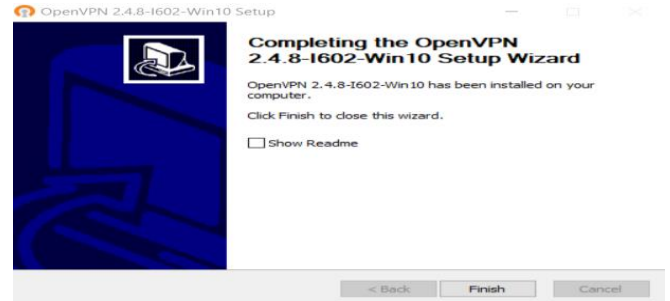 OpenVPN 2.4.8-I602-Win10 Setup
Completing the OpenVPN
2.4.8-I602-Win10 Setup Wizard
OpenVPN 2.4.8-I602-Win10 has been installed on your
computer.
Click Finish to close this wizard.
Show Readme
< Back
Finish
Cancel